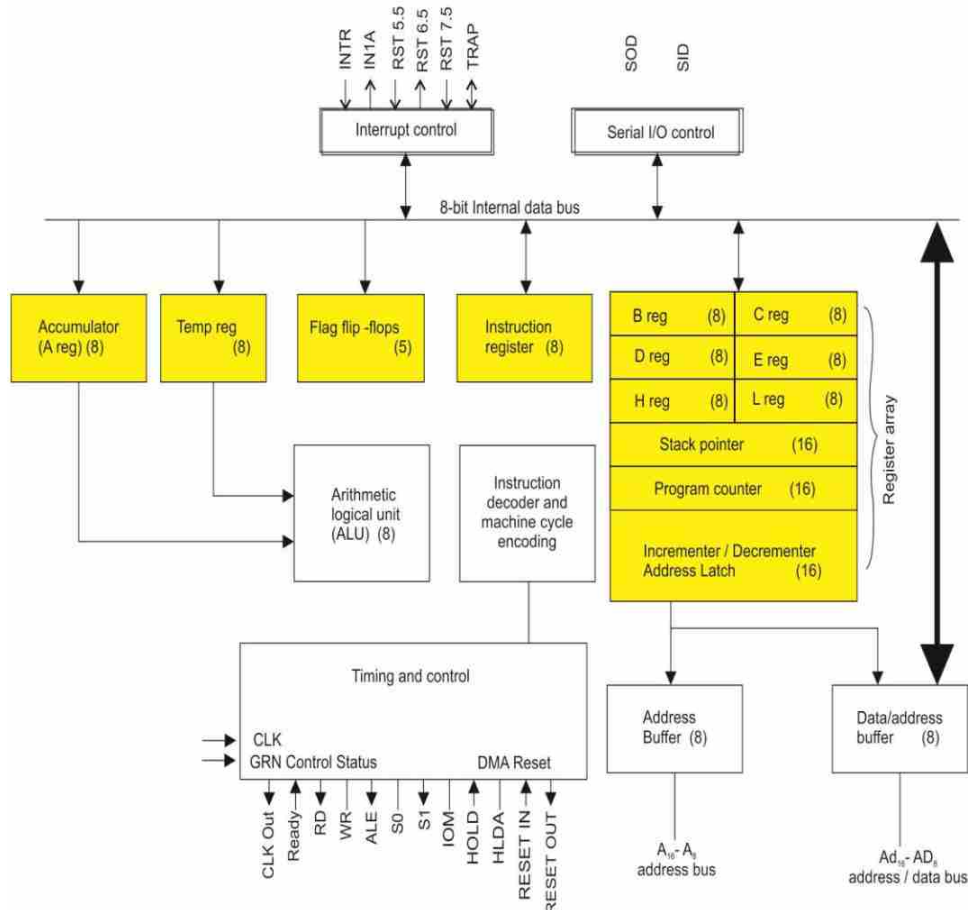 INTR
IN1A
RST 5.5
RST 6.5
RST 7.5
TRAP
SOD
SID
Interrupt control
Serial I/O control
8-bit Internal data bus
Accumulator
(A reg) (8)
Temp reg
(8)
Flag flip -flops
(5)
Instruction
register (8)
B reg (8)
C reg (8)
D reg (8)
E reg (8)
H reg (8)
L reg (8)
Stack pointer (16)
Program counter (16)
Incrementer / Decrementer
Address Latch (16)
Register array
Arithmetic
logical unit
(ALU) (8)
Instruction
decoder and
machine cycle
encoding
Timing and control
CLK
GRN Control Status DMA Reset
CLK Out
Ready
RD
WR
ALE
S0
S1
IOM
HOLD
HLDA
RESET IN
RESET OUT
Address
Buffer (8)
Data/address
buffer (8)
A₁₆- A₈
address bus
Ad₁₆- AD₈
address / data bus